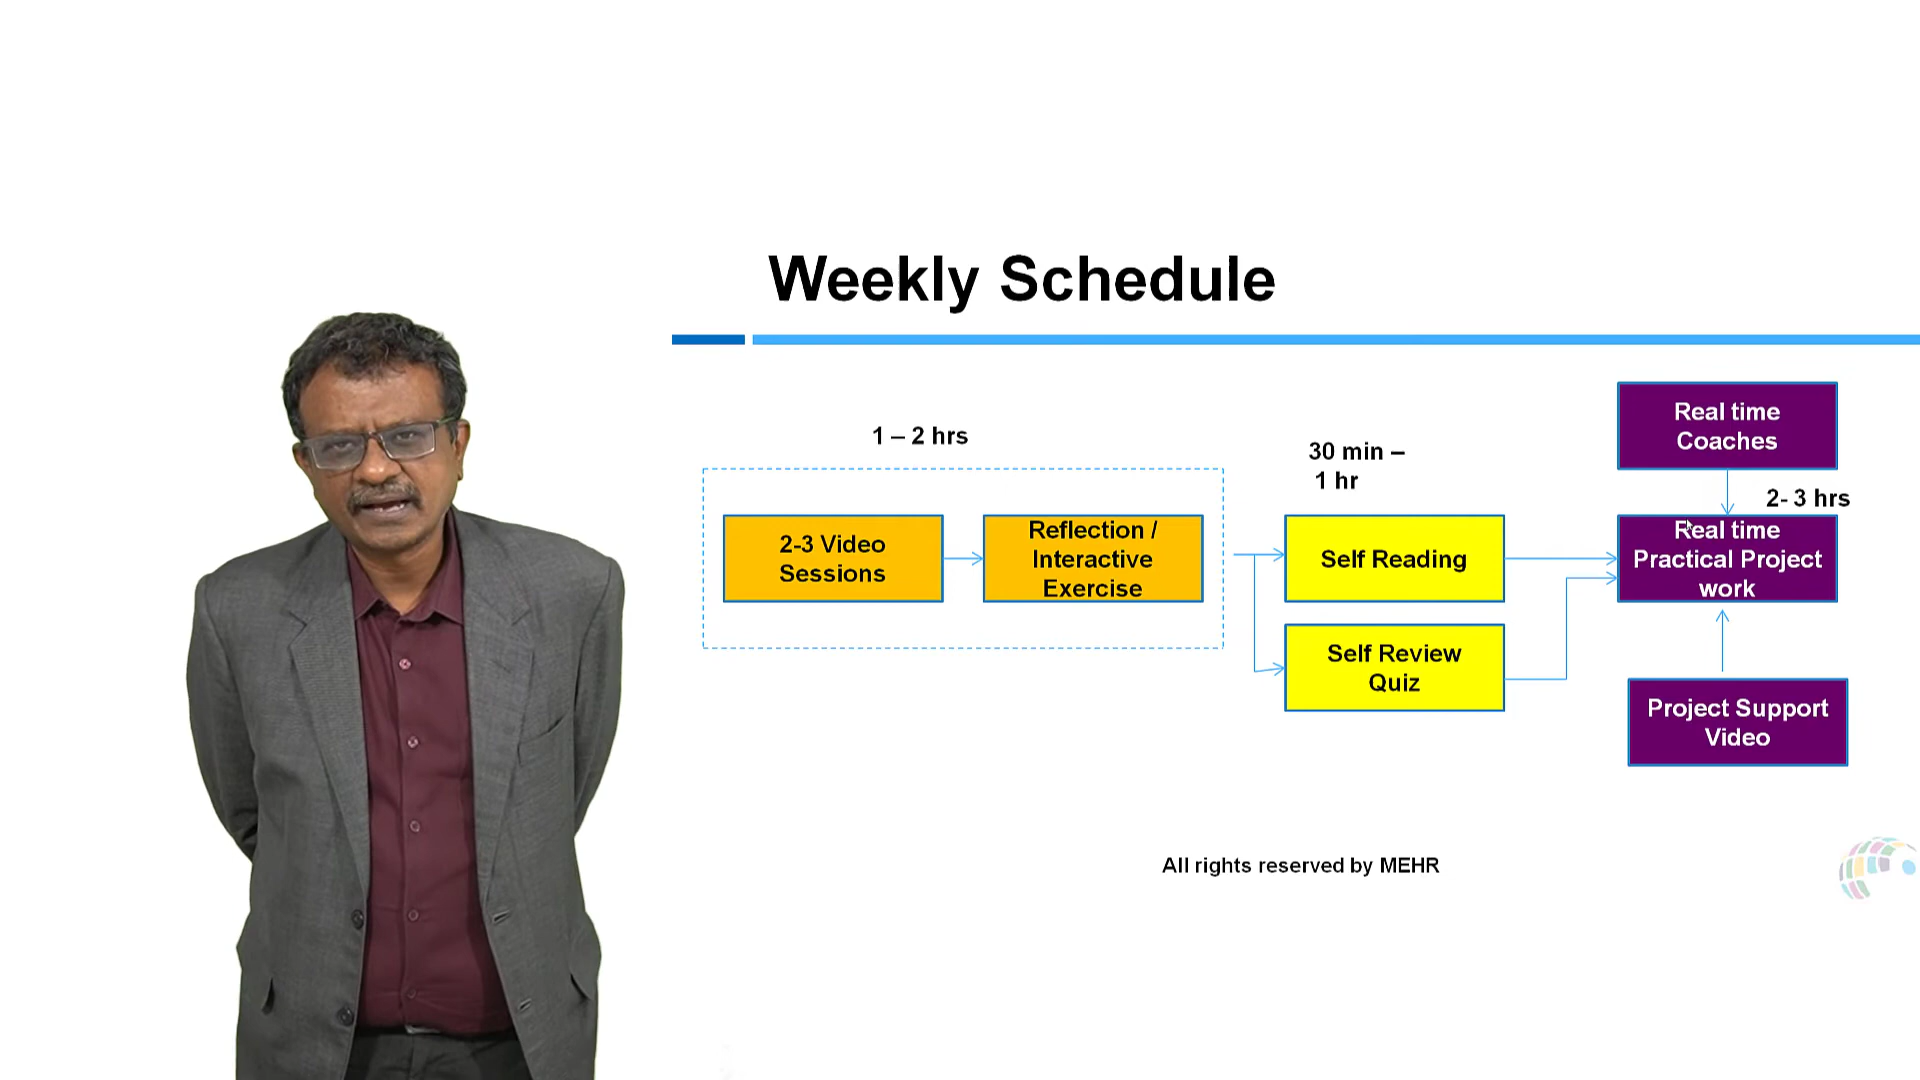 Weekly Schedule
1 – 2 hrs
2-3 Video
Sessions
Reflection /
Interactive
Exercise
30 min –
1 hr
Self Reading
Self Review
Quiz
Real time
Coaches
2- 3 hrs
Real time
Practical Project
work
Project Support
Video
All rights reserved by MEHR